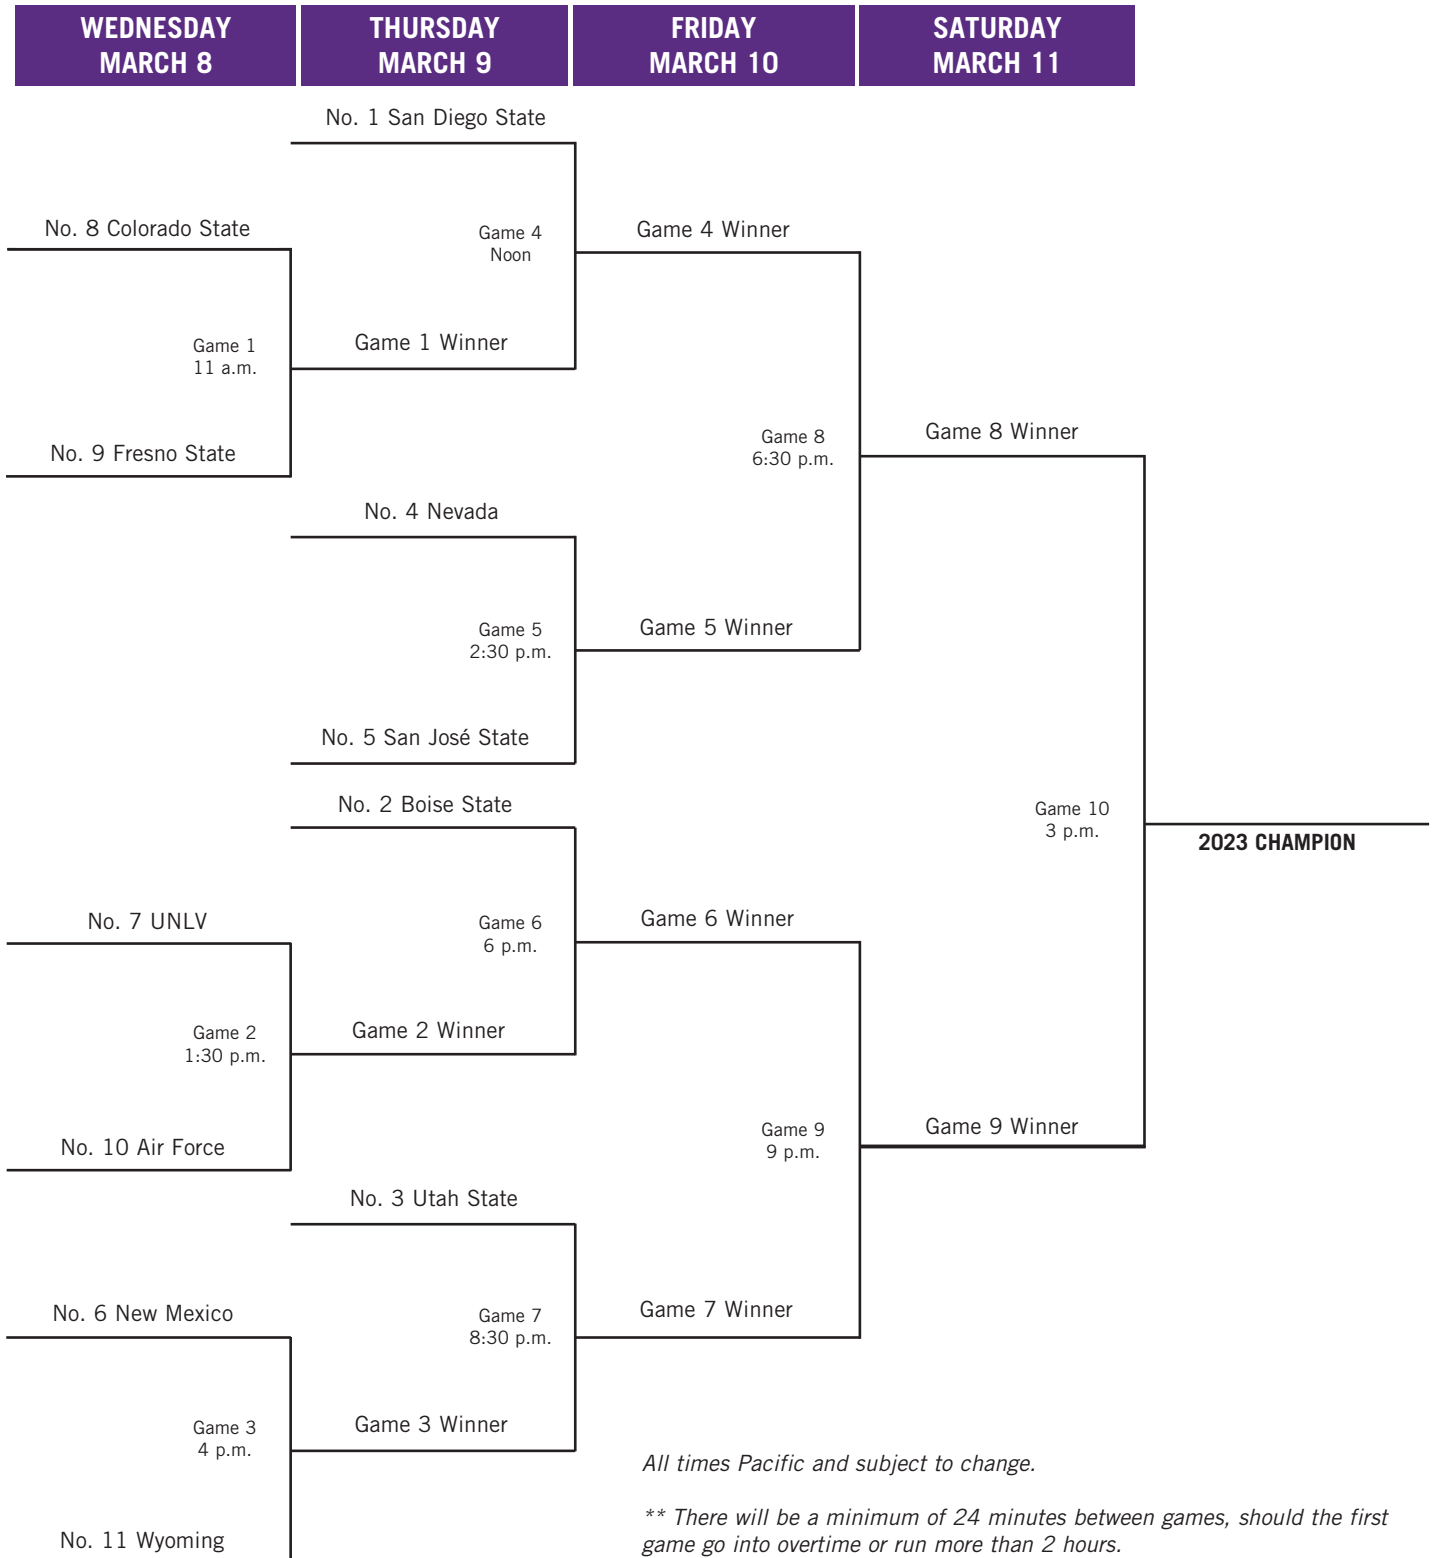 WEDNESDAY
MARCH 8
THURSDAY
MARCH 9
FRIDAY
MARCH 10
SATURDAY
MARCH 11
No. 1 San Diego State
No. 8 Colorado State
Game 4
Noon
Game 4 Winner
Game 1
11 a.m.
Game 1 Winner
No. 9 Fresno State
Game 8
6:30 p.m.
Game 8 Winner
No. 4 Nevada
Game 5
2:30 p.m.
Game 5 Winner
No. 5 San José State
No. 2 Boise State
Game 10
3 p.m.
2023 CHAMPION
No. 7 UNLV
Game 6
6 p.m.
Game 6 Winner
Game 2
1:30 p.m.
Game 2 Winner
No. 10 Air Force
Game 9
9 p.m.
Game 9 Winner
No. 3 Utah State
No. 6 New Mexico
Game 7
8:30 p.m.
Game 7 Winner
Game 3
4 p.m.
Game 3 Winner
No. 11 Wyoming
All times Pacific and subject to change.
** There will be a minimum of 24 minutes between games, should the first
game go into overtime or run more than 2 hours.